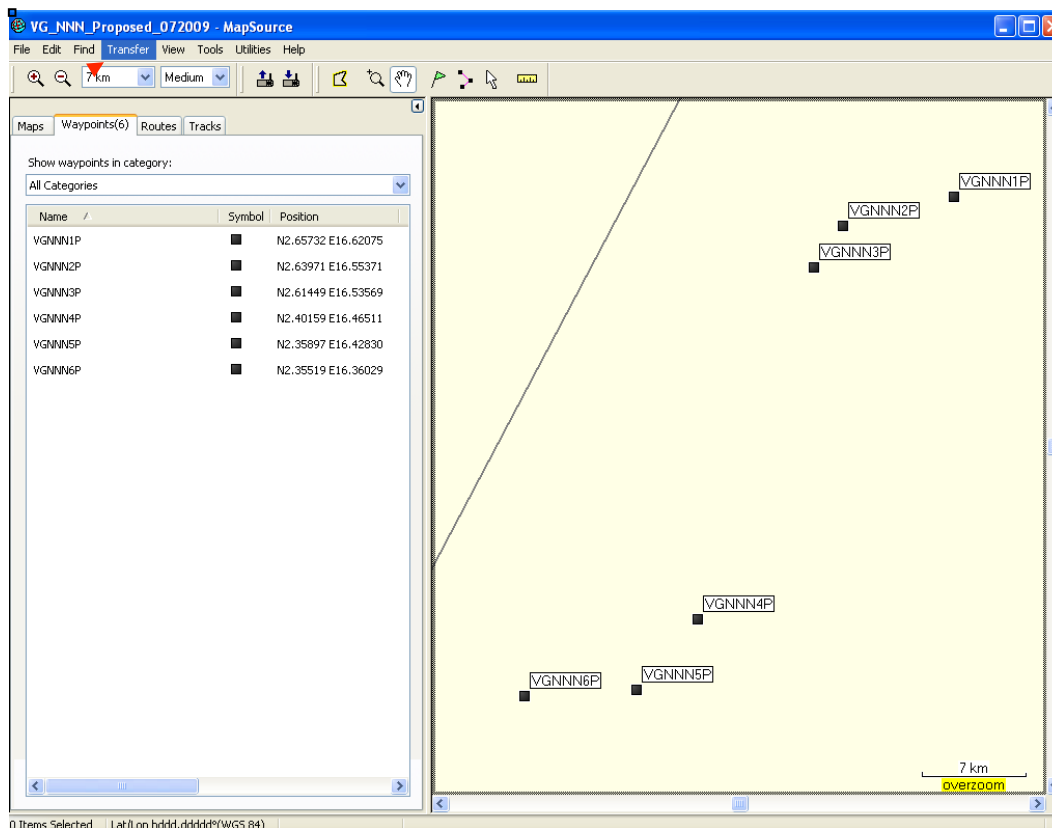 VG_NNN_Proposed_072009 - MapSource
File Edit Find Transfer View Tools Utilities Help
7 km Medium
Maps Waypoints(6) Routes Tracks
Show waypoints in category:
All Categories
Name Symbol Position
VGNNN1P N2.65732 E16.62075
VGNNN2P N2.63971 E16.55371
VGNNN3P N2.61449 E16.53569
VGNNN4P N2.40159 E16.46511
VGNNN5P N2.35897 E16.42830
VGNNN6P N2.35519 E16.36029
VGNNN1P
VGNNN2P
VGNNN3P
VGNNN4P
VGNNN5P
VGNNN6P
7 km
overzoom
0 Items Selected Lat/Lon hddd.ddddd°(WGS 84)